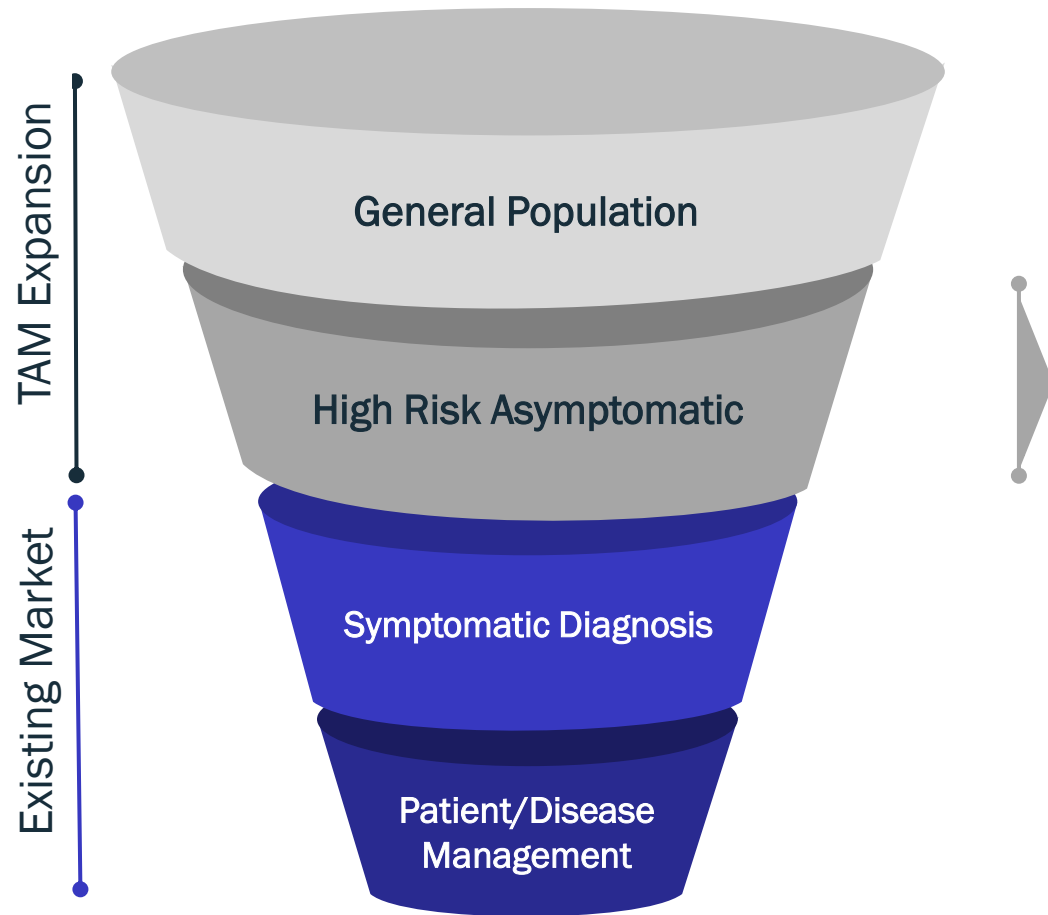 TAM Expansion
General Population
High Risk Asymptomatic
Existing Market
Symptomatic Diagnosis
Patient/Disease
Management